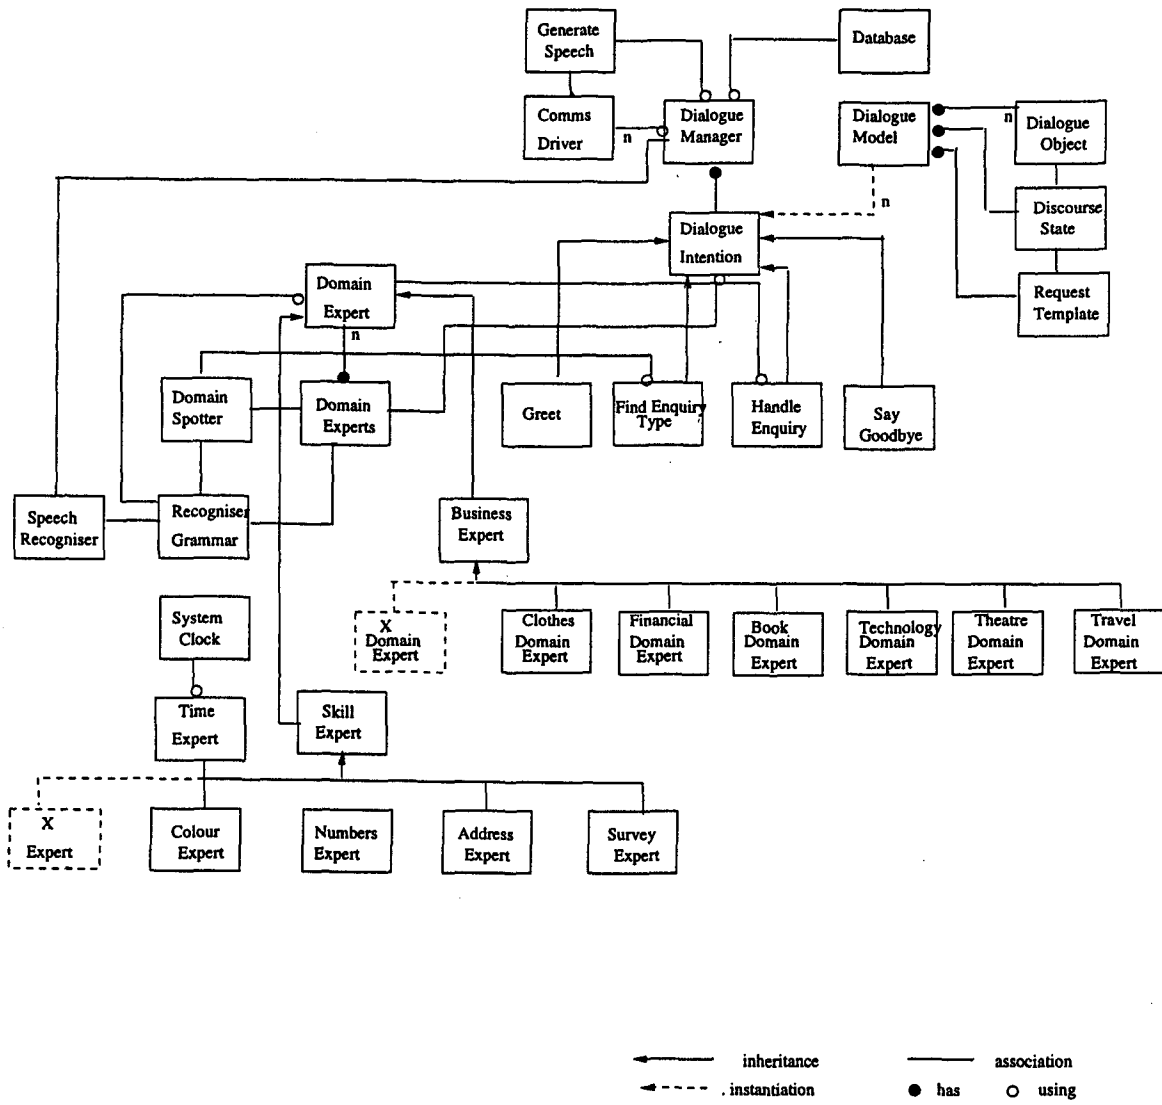 Generate
Speech
Database
Comms
Driver
n
Dialogue
Manager
Dialogue
Model
n
Dialogue
Object
n
Discourse
State
Dialogue
Intention
Request
Template
Domain
Expert
n
Domain
Spotter
Domain
Experts
Greet
Find Enquiry
Type
Handle
Enquiry
Say
Goodbye
Speech
Recogniser
Recogniser
Grammar
Business
Expert
System
Clock
X
Domain
Expert
Clothes
Domain
Expert
Financial
Domain
Expert
Book
Domain
Expert
Technology
Domain
Expert
Theatre
Domain
Expert
Travel
Domain
Expert
Time
Expert
Skill
Expert
X
Expert
Colour
Expert
Numbers
Expert
Address
Expert
Survey
Expert
inheritance
association
instantiation
has
using